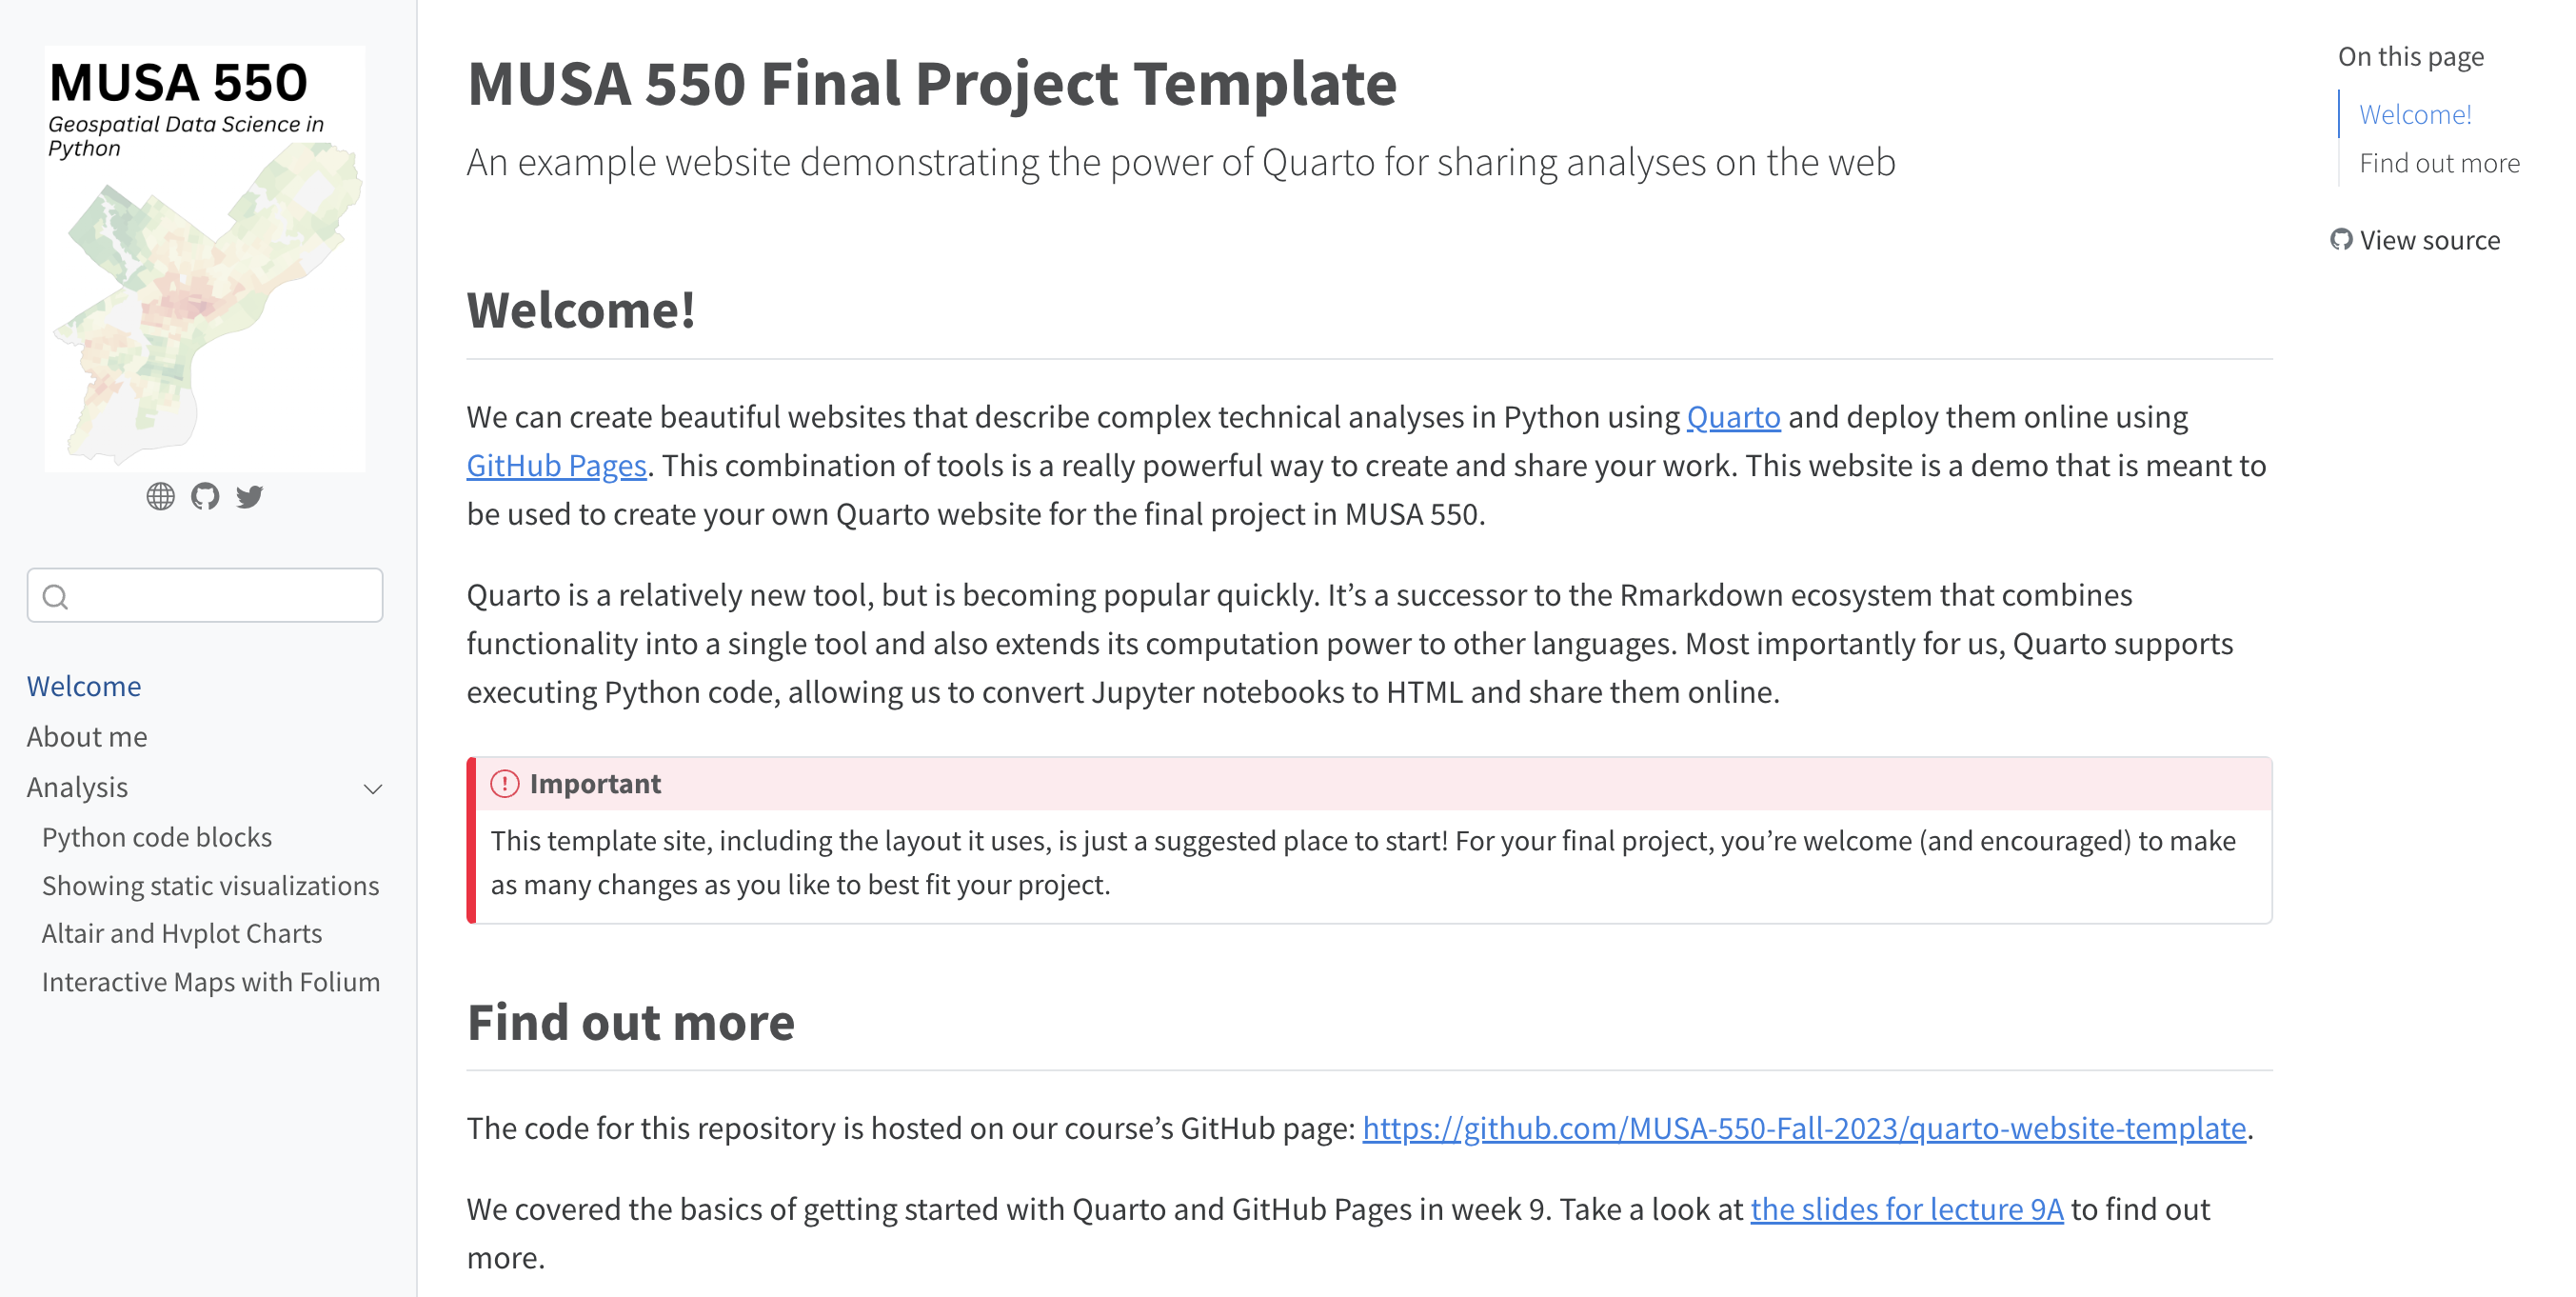 MUSA 550
Geospatial Data Science in
Python
Welcome
About me
Analysis
Python code blocks
Showing static visualizations
Altair and Hvplot Charts
Interactive Maps with Folium
MUSA 550 Final Project Template
An example website demonstrating the power of Quarto for sharing analyses on the web
Welcome!
We can create beautiful websites that describe complex technical analyses in Python using Quarto and deploy them online using
GitHub Pages. This combination of tools is a really powerful way to create and share your work. This website is a demo that is meant to
be used to create your own Quarto website for the final project in MUSA 550.
Quarto is a relatively new tool, but is becoming popular quickly. It’s a successor to the Rmarkdown ecosystem that combines
functionality into a single tool and also extends its computation power to other languages. Most importantly for us, Quarto supports
executing Python code, allowing us to convert Jupyter notebooks to HTML and share them online.
Important
This template site, including the layout it uses, is just a suggested place to start! For your final project, you’re welcome (and encouraged) to make
as many changes as you like to best fit your project.
Find out more
The code for this repository is hosted on our course’s GitHub page: https://github.com/MUSA-550-Fall-2023/quarto-website-template.
We covered the basics of getting started with Quarto and GitHub Pages in week 9. Take a look at the slides for lecture 9A to find out
more.
On this page
Welcome!
Find out more
View source